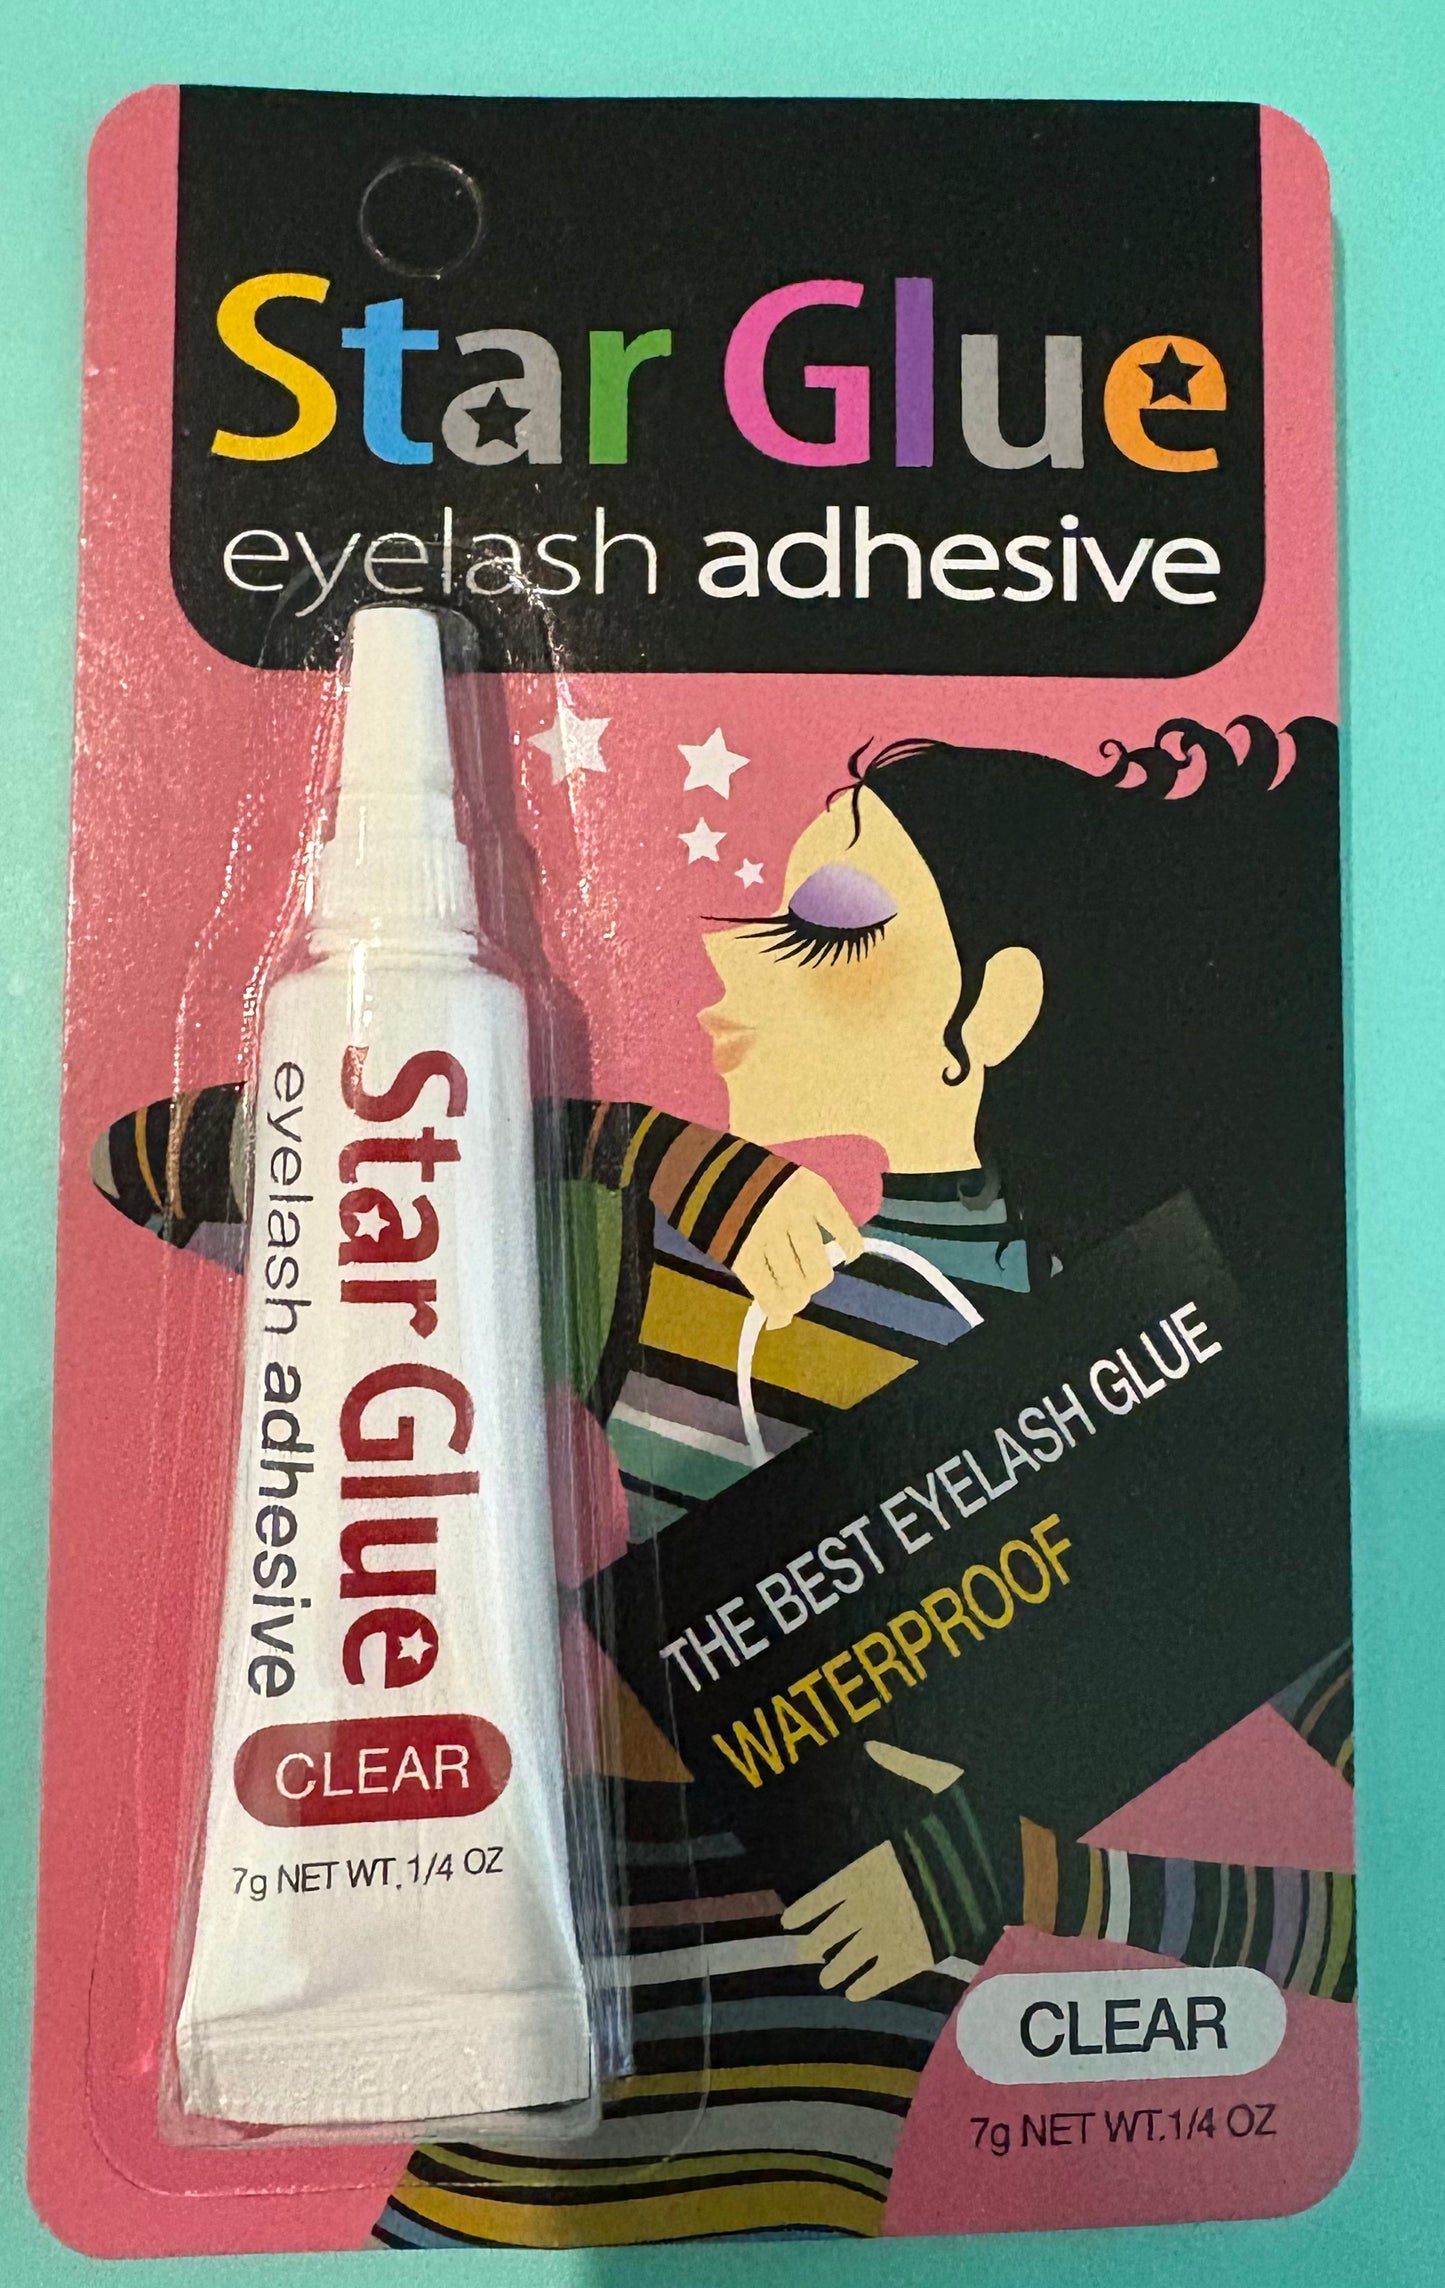 Star Glue
eyelash adhesive
Star Glue
eyelash adhesive
CLEAR
7g NET WT. 1/4 OZ
THE BEST EYELASH GLUE
WATERPROOF
CLEAR
7g NET WT.1/4 OZ